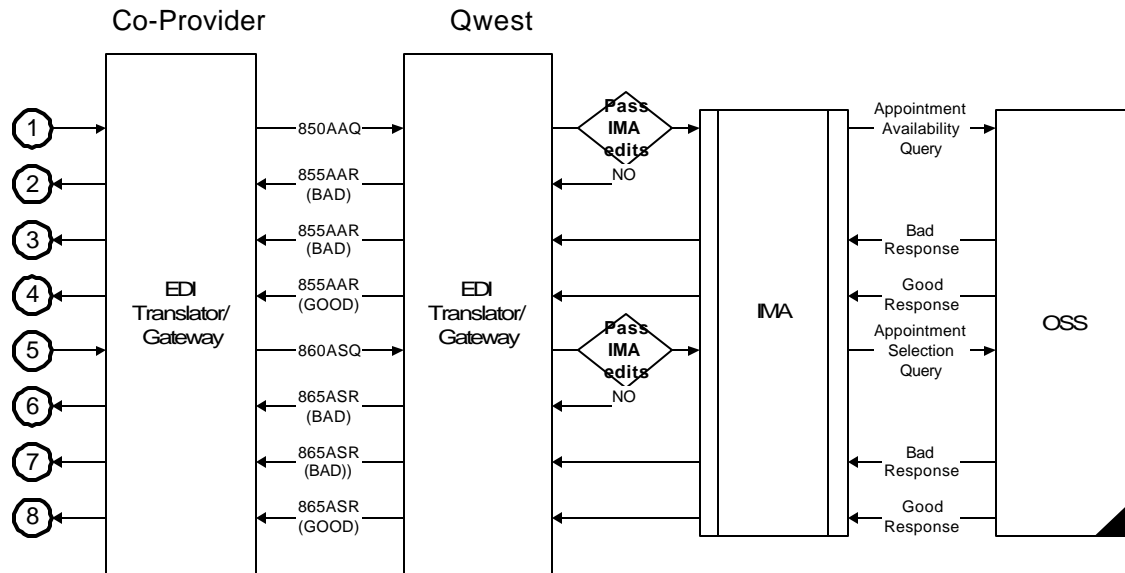 Co-Provider
Qwest
1
850AAQ
Pass
IMA
edits
Appointment
Availability
Query
2
855AAR
(BAD)
NO
3
855AAR
(BAD)
Bad
Response
4
855AAR
(GOOD)
Good
Response
EDI
Translator/
Gateway
EDI
Translator/
Gateway
IMA
OSS
5
860ASQ
Pass
IMA
edits
Appointment
Selection
Query
6
865ASR
(BAD)
NO
7
865ASR
(BAD))
Bad
Response
8
865ASR
(GOOD)
Good
Response